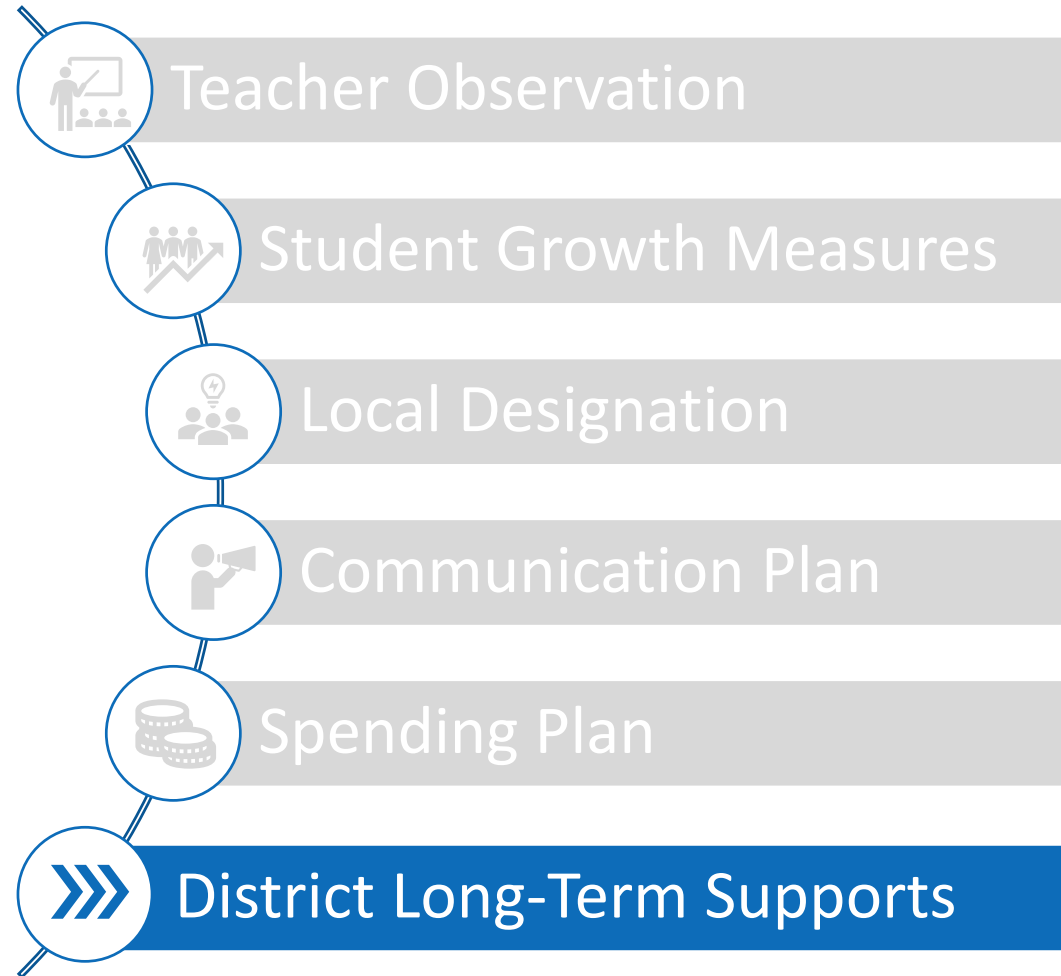 Teacher Observation
Student Growth Measures
Local Designation
Communication Plan
Spending Plan
District Long-Term Supports